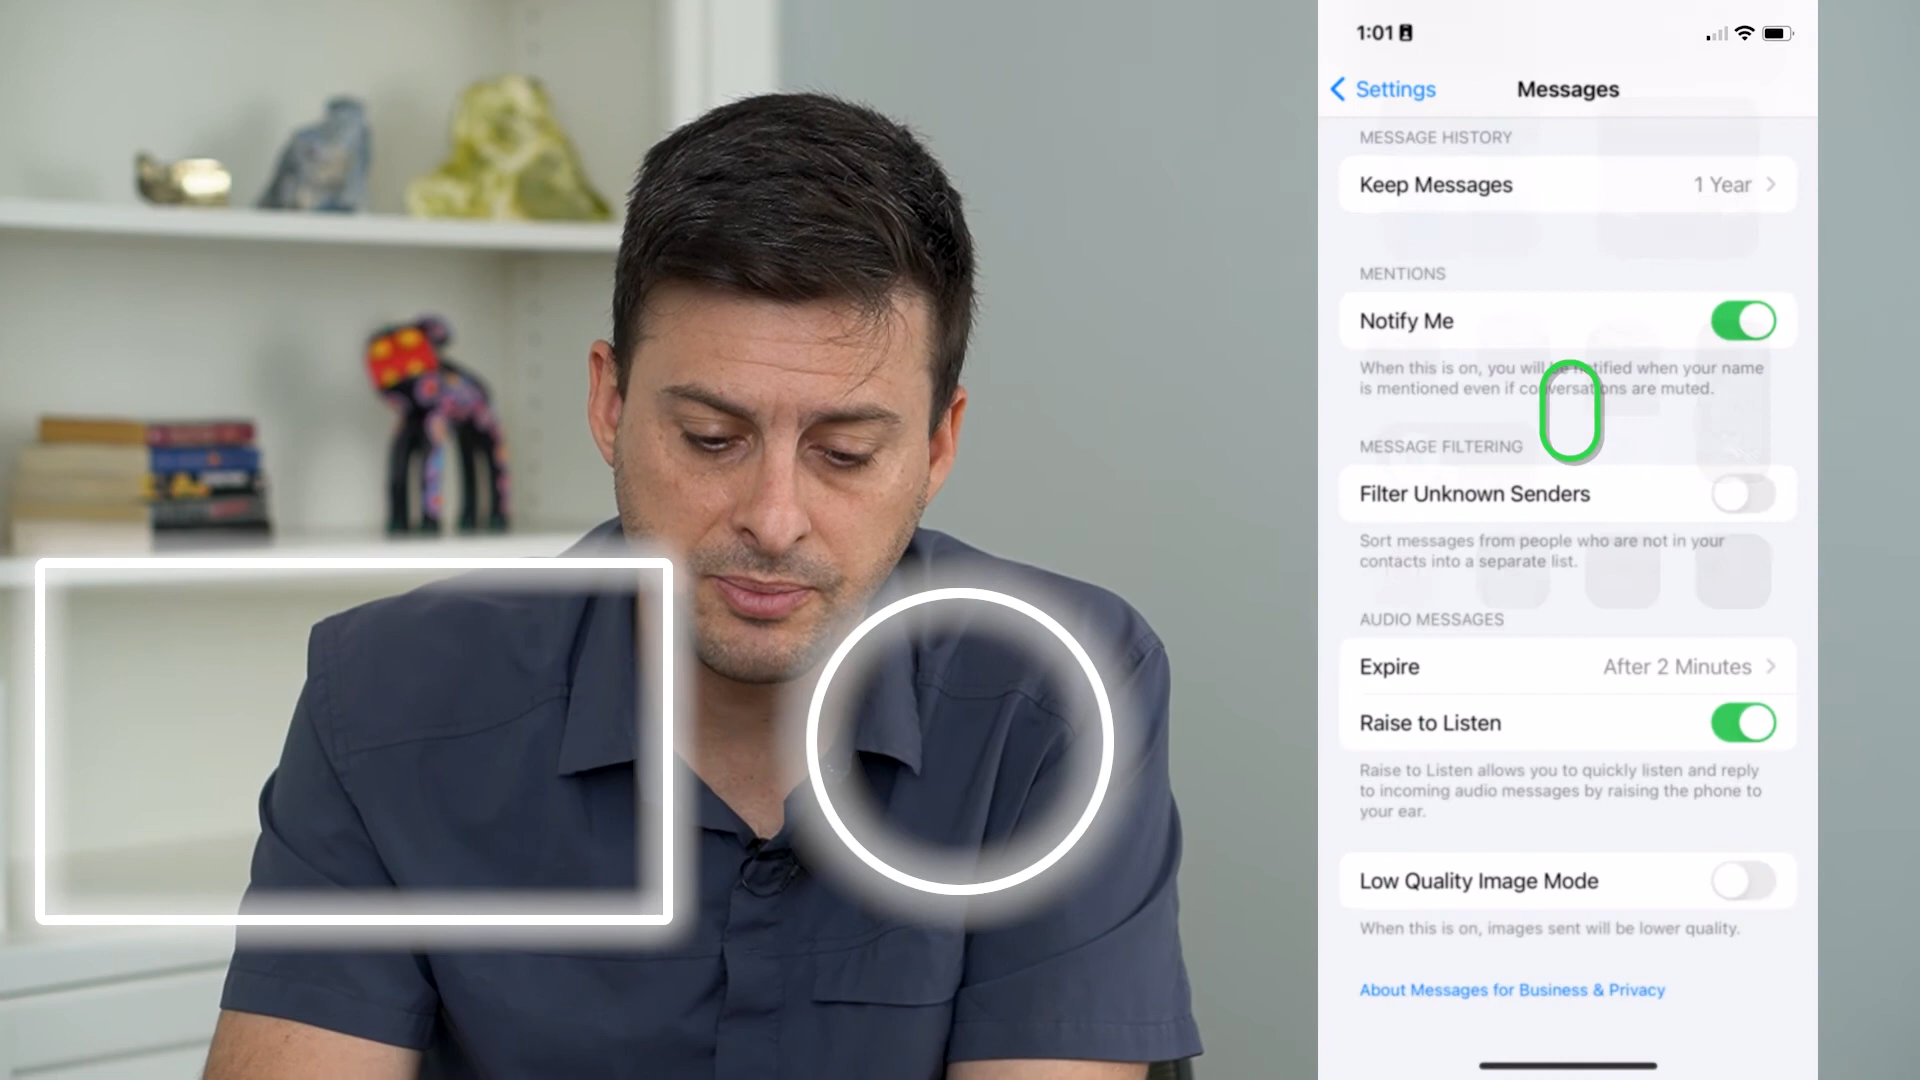 1:01
Settings
Messages
MESSAGE HISTORY
Keep Messages 1 Year
MENTIONS
Notify Me
When this is on, you will be notified when your name
is mentioned even if conversations are muted.
MESSAGE FILTERING
Filter Unknown Senders
Sort messages from people who are not in your
contacts into a separate list.
AUDIO MESSAGES
Expire After 2 Minutes
Raise to Listen
Raise to Listen allows you to quickly listen and reply
to incoming audio messages by raising the phone to
your ear.
Low Quality Image Mode
When this is on, images sent will be lower quality.
About Messages for Business & Privacy